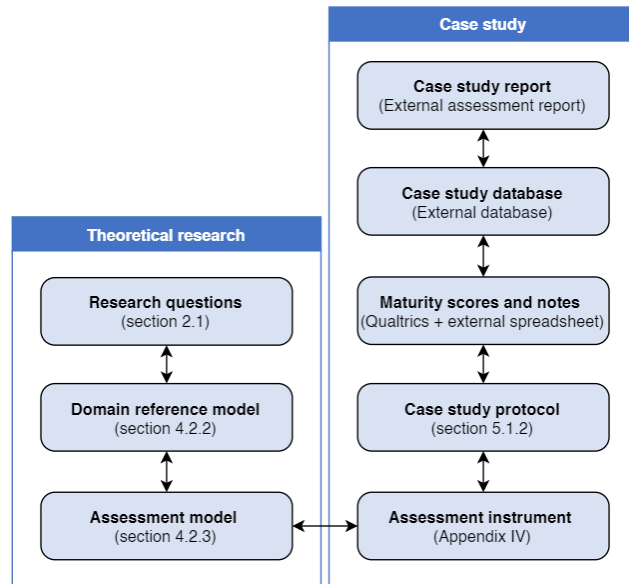 Case study
Case study report
(External assessment report)
Case study database
(External database)
Maturity scores and notes
(Qualtrics + external spreadsheet)
Case study protocol
(section 5.1.2)
Assessment instrument
(Appendix IV)
Theoretical research
Research questions
(section 2.1)
Domain reference model
(section 4.2.2)
Assessment model
(section 4.2.3)